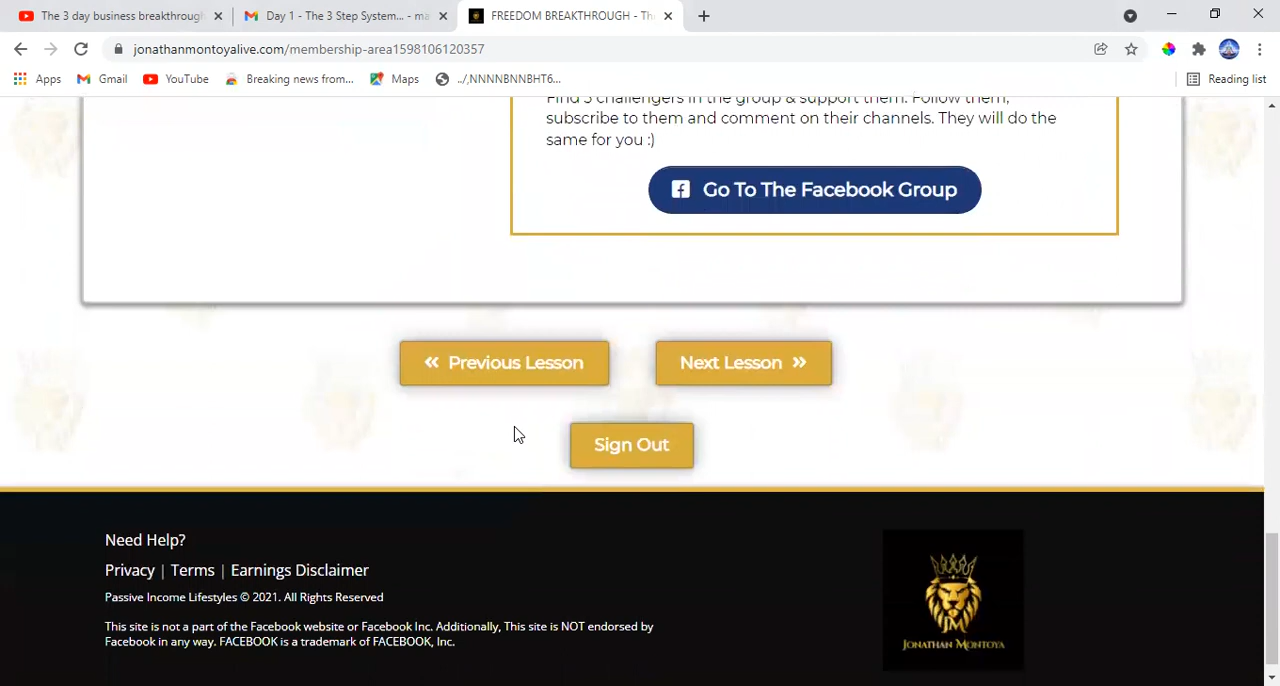 The 3 day business breakthrough
Day 1 - The 3 Step System... - ma
FREEDOM BREAKTHROUGH - Th
jonathanmontoyalive.com/membership-area1598106120357
Apps
Gmail
YouTube
Breaking news from...
Maps
../,NNNNBNNBHT6...
Reading list
Find 3 challengers in the group & support them. Follow them,
subscribe to them and comment on their channels. They will do the
same for you :)
Go To The Facebook Group
« Previous Lesson
Next Lesson »
Sign Out
Need Help?
Privacy | Terms | Earnings Disclaimer
Passive Income Lifestyles © 2021. All Rights Reserved
This site is not a part of the Facebook website or Facebook Inc. Additionally, This site is NOT endorsed by
Facebook in any way. FACEBOOK is a trademark of FACEBOOK, Inc.
JM
JONATHAN MONTOYA